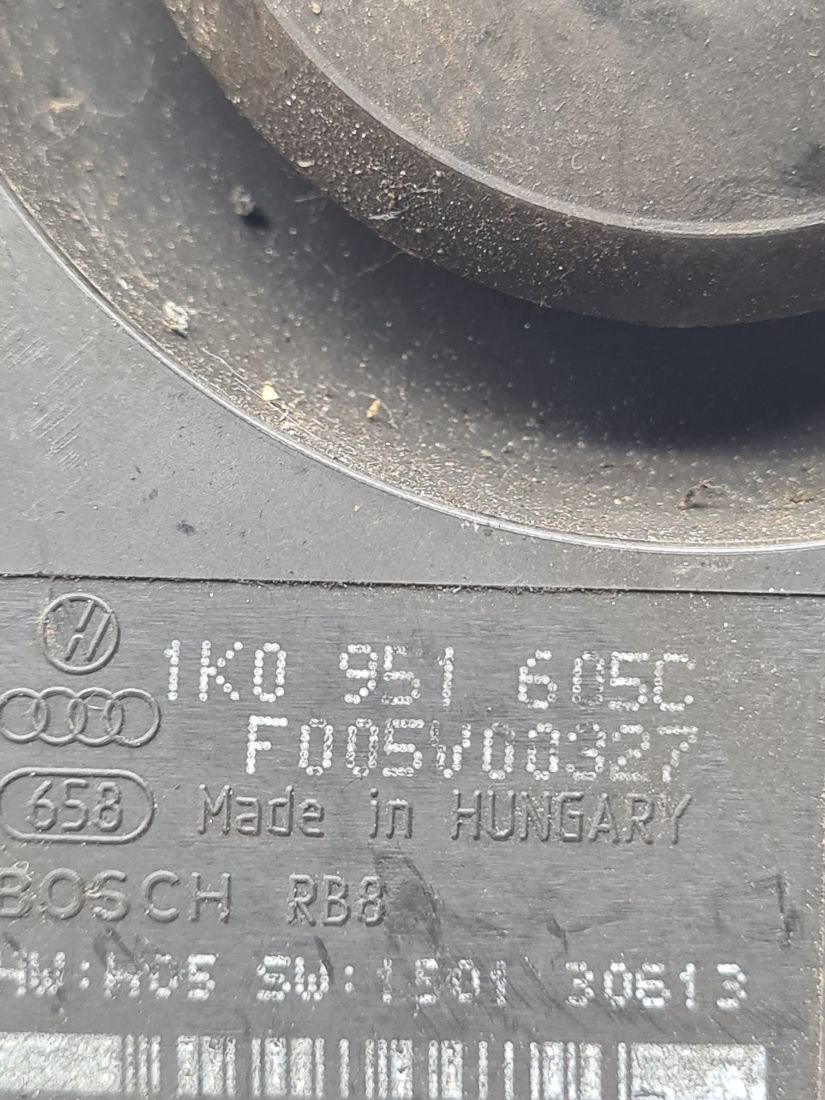 1K0 951 605C
F005V00327
658 Made in HUNGARY
BOSCH RB8
HW:H05 SW:1501 30613